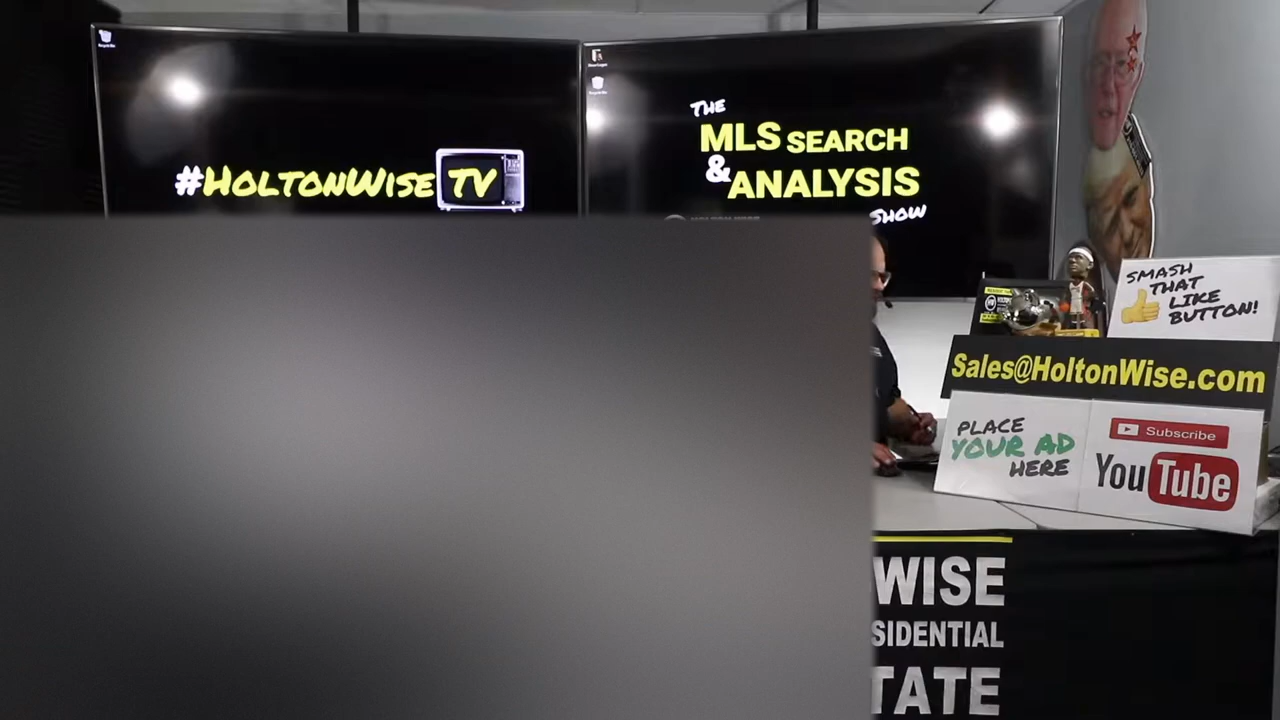 #HOLTONWISE TV
THE
MLS SEARCH
& ANALYSIS
SHOW
SMASH
THAT
LIKE
BUTTON!
Sales@HoltonWise.com
PLACE
YOUR AD
HERE
Subscribe
YouTube
WISE
SIDENTIAL
TATE